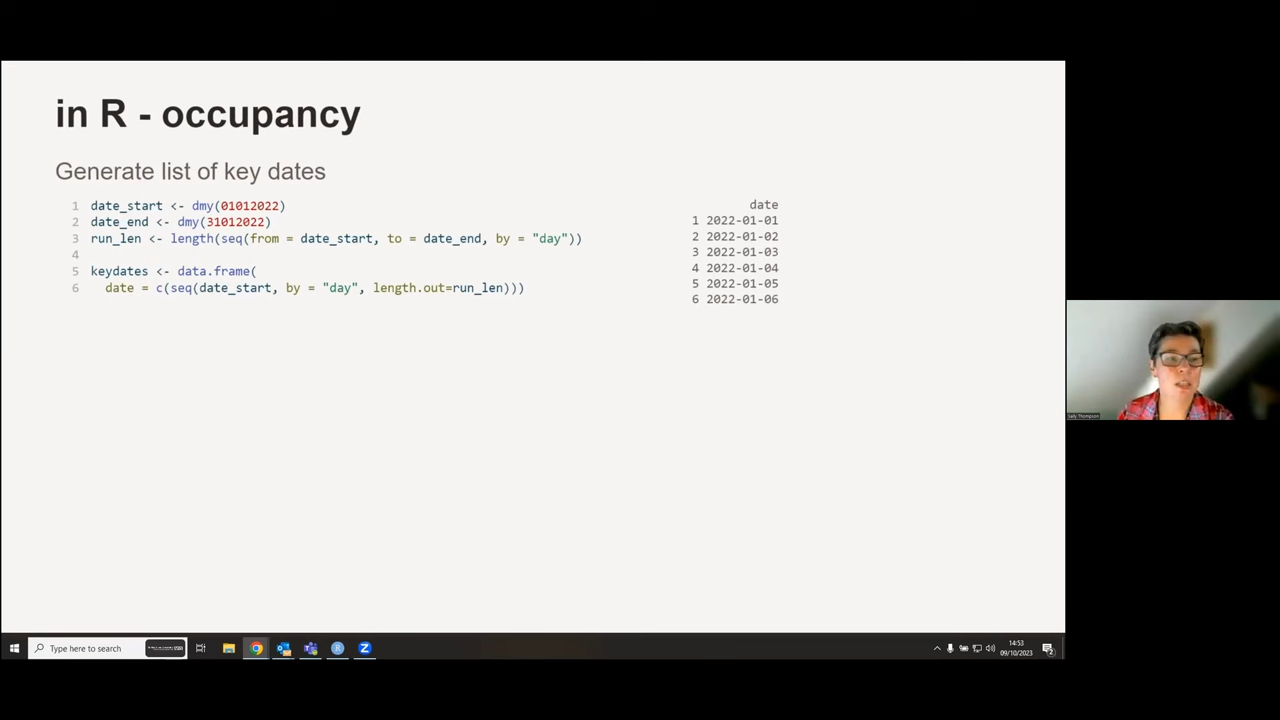 in R - occupancy
Generate list of key dates
1 date_start <- dmy(01012022)
2 date_end <- dmy(31012022)
3 run_len <- length(seq(from = date_start, to = date_end, by = "day"))
4
5 keydates <- data.frame(
6 date = c(seq(date_start, by = "day", length.out=run_len)))
date
1 2022-01-01
2 2022-01-02
3 2022-01-03
4 2022-01-04
5 2022-01-05
6 2022-01-06
Sally Thompson
Type here to search
14:53
09/10/2023